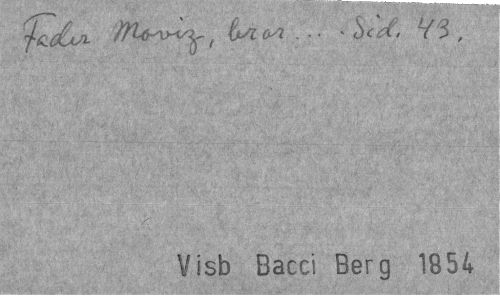 Fader Moviz, bror... Sid. 43.
Visb Bacci Berg 1854